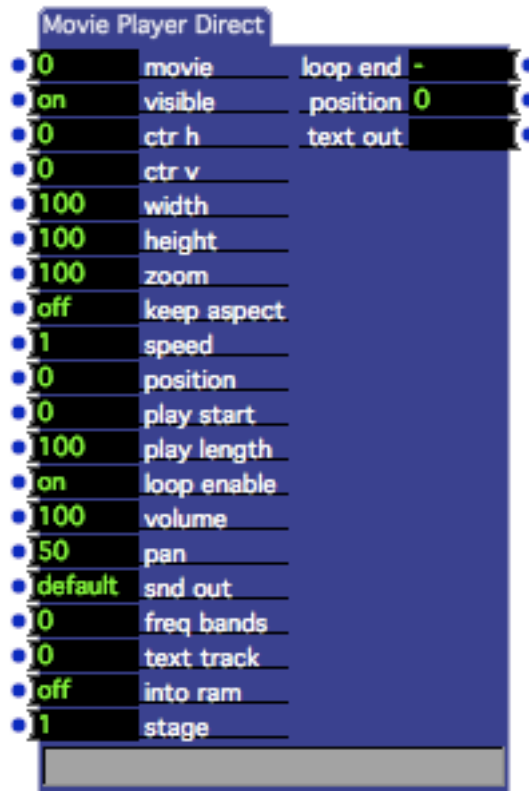 Movie Player Direct
0 movie loop end -
on visible position 0
0 ctr h text out
0 ctr v
100 width
100 height
100 zoom
off keep aspect
1 speed
0 position
0 play start
100 play length
on loop enable
100 volume
50 pan
default snd out
0 freq bands
0 text track
off into ram
1 stage